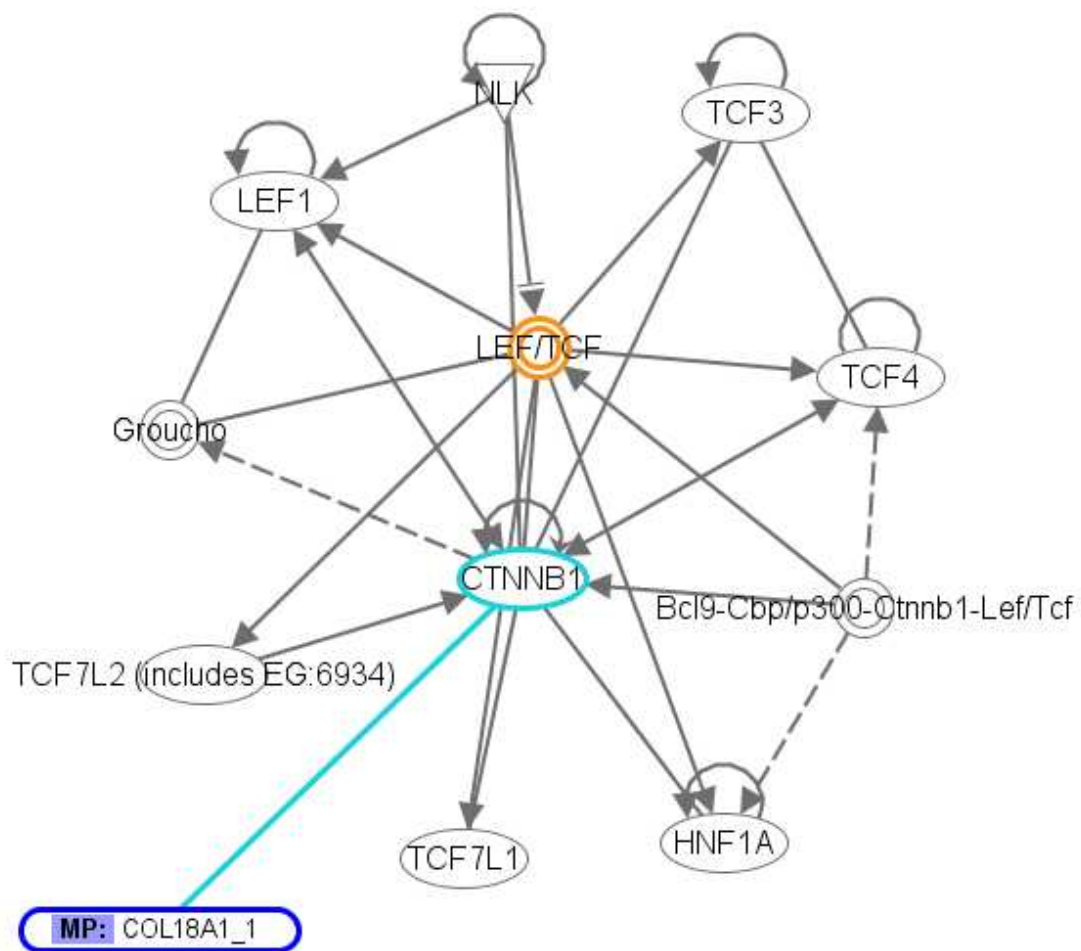 NLK
TCF3
LEF1
LEF/TCF
TCF4
Groucho
CTNNB1
Bcl9-Cbp/p300-Ctnnb1-Lef/Tcf
TCF7L2 (includes EG:6934)
HNF1A
TCF7L1
MP: COL18A1_1